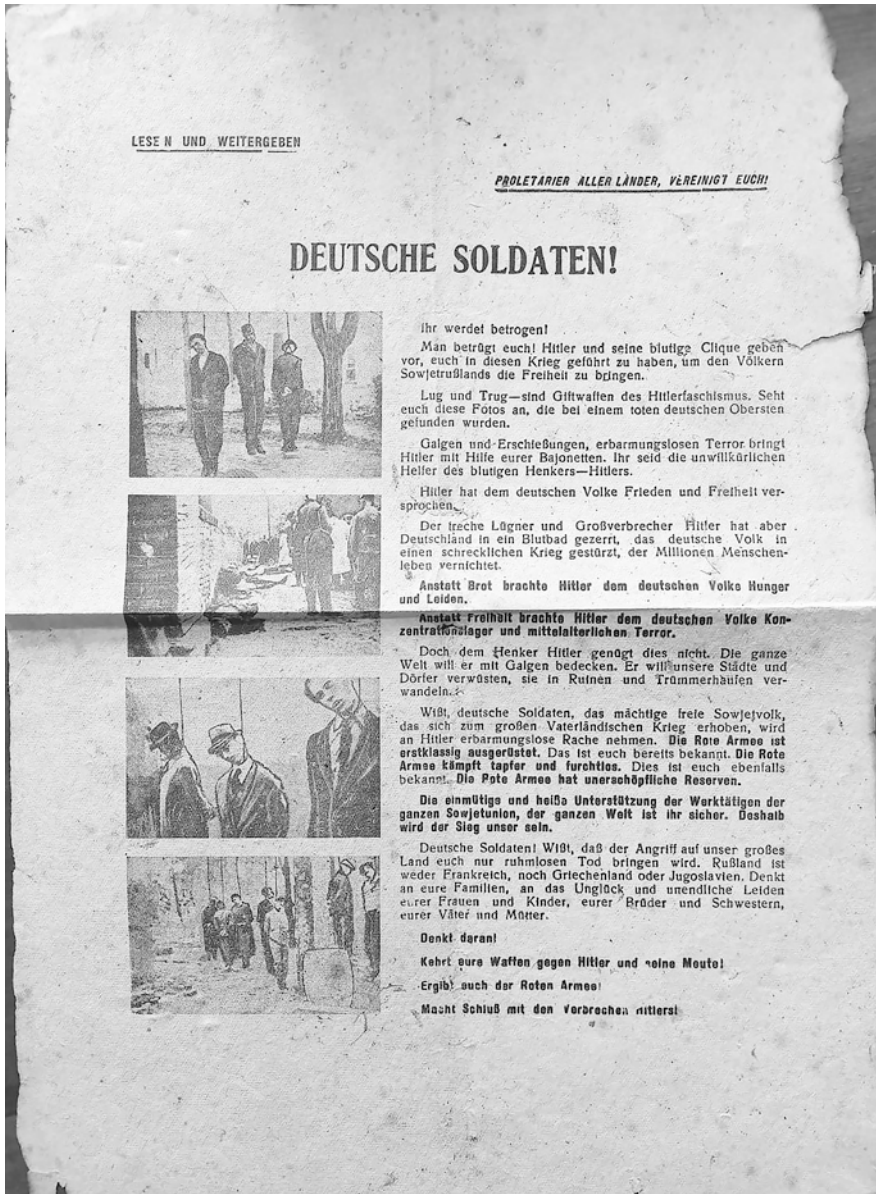 LESEN UND WEITERGEBEN
PROLETARIER ALLER LÄNDER, VEREINIGT EUCH!
DEUTSCHE SOLDATEN!
Ihr werdet betrogen!
Man betrügt euch! Hitler und seine blutige Clique geben
vor, euch in diesen Krieg geführt zu haben, um den Völkern
Sowjetrußlands die Freiheit zu bringen.
Lug und Trug—sind Giftwaffen des Hitlerfaschismus. Seht
euch diese Fotos an, die bei einem toten deutschen Obersten
gefunden wurden.
Galgen und Erschießungen, erbarmungslosen Terror bringt
Hitler mit Hilfe eurer Bajonetten. Ihr seid die unwillkürlichen
Helfer des blutigen Henkers—Hitlers.
Hitler hat dem deutschen Volke Frieden und Freiheit ver-
sprochen.
Der freche Lügner und Großverbrecher Hitler hat aber
Deutschland in ein Blutbad gezerrt, das deutsche Volk in
einen schrecklichen Krieg gestürzt, der Millionen Menschen-
leben vernichtet.
Anstatt Brot brachte Hitler dem deutschen Volke Hunger
und Leiden.
Anstatt Freiheit brachte Hitler dem deutschen Volke Kon-
zentrationslager und mittelalterlichen Terror.
Doch dem Henker Hitler genügt dies nicht. Die ganze
Welt will er mit Galgen bedecken. Er will unsere Städte und
Dörfer verwüsten, sie in Ruinen und Trümmerhaufen ver-
wandeln.
Wißt, deutsche Soldaten, das mächtige freie Sowjetvolk,
das sich zum großen Vaterländischen Krieg erhoben, wird
an Hitler erbarmungslose Rache nehmen. Die Rote Armee ist
erstklassig ausgerüstet. Das ist euch bereits bekannt. Die Rote
Armee kämpft tapfer und furchtlos. Dies ist euch ebenfalls
bekannt. Die Rote Armee hat unerschöpfliche Reserven.
Die einmütige und heiße Unterstützung der Werktätigen der
ganzen Sowjetunion, der ganzen Welt ist ihr sicher. Deshalb
wird der Sieg unser sein.
Deutsche Soldaten! Wißt, daß der Angriff auf unser großes
Land euch nur ruhmlosen Tod bringen wird. Rußland ist
weder Frankreich, noch Griechenland oder Jugoslavien. Denkt
an eure Familien, an das Unglück und unendliche Leiden
eurer Frauen und Kinder, eurer Brüder und Schwestern,
eurer Väter und Mütter.
Denkt daran!
Kehrt eure Waffen gegen Hitler und seine Meute!
Ergibt euch der Roten Armee!
Macht Schluß mit den Verbrechen Hitlers!